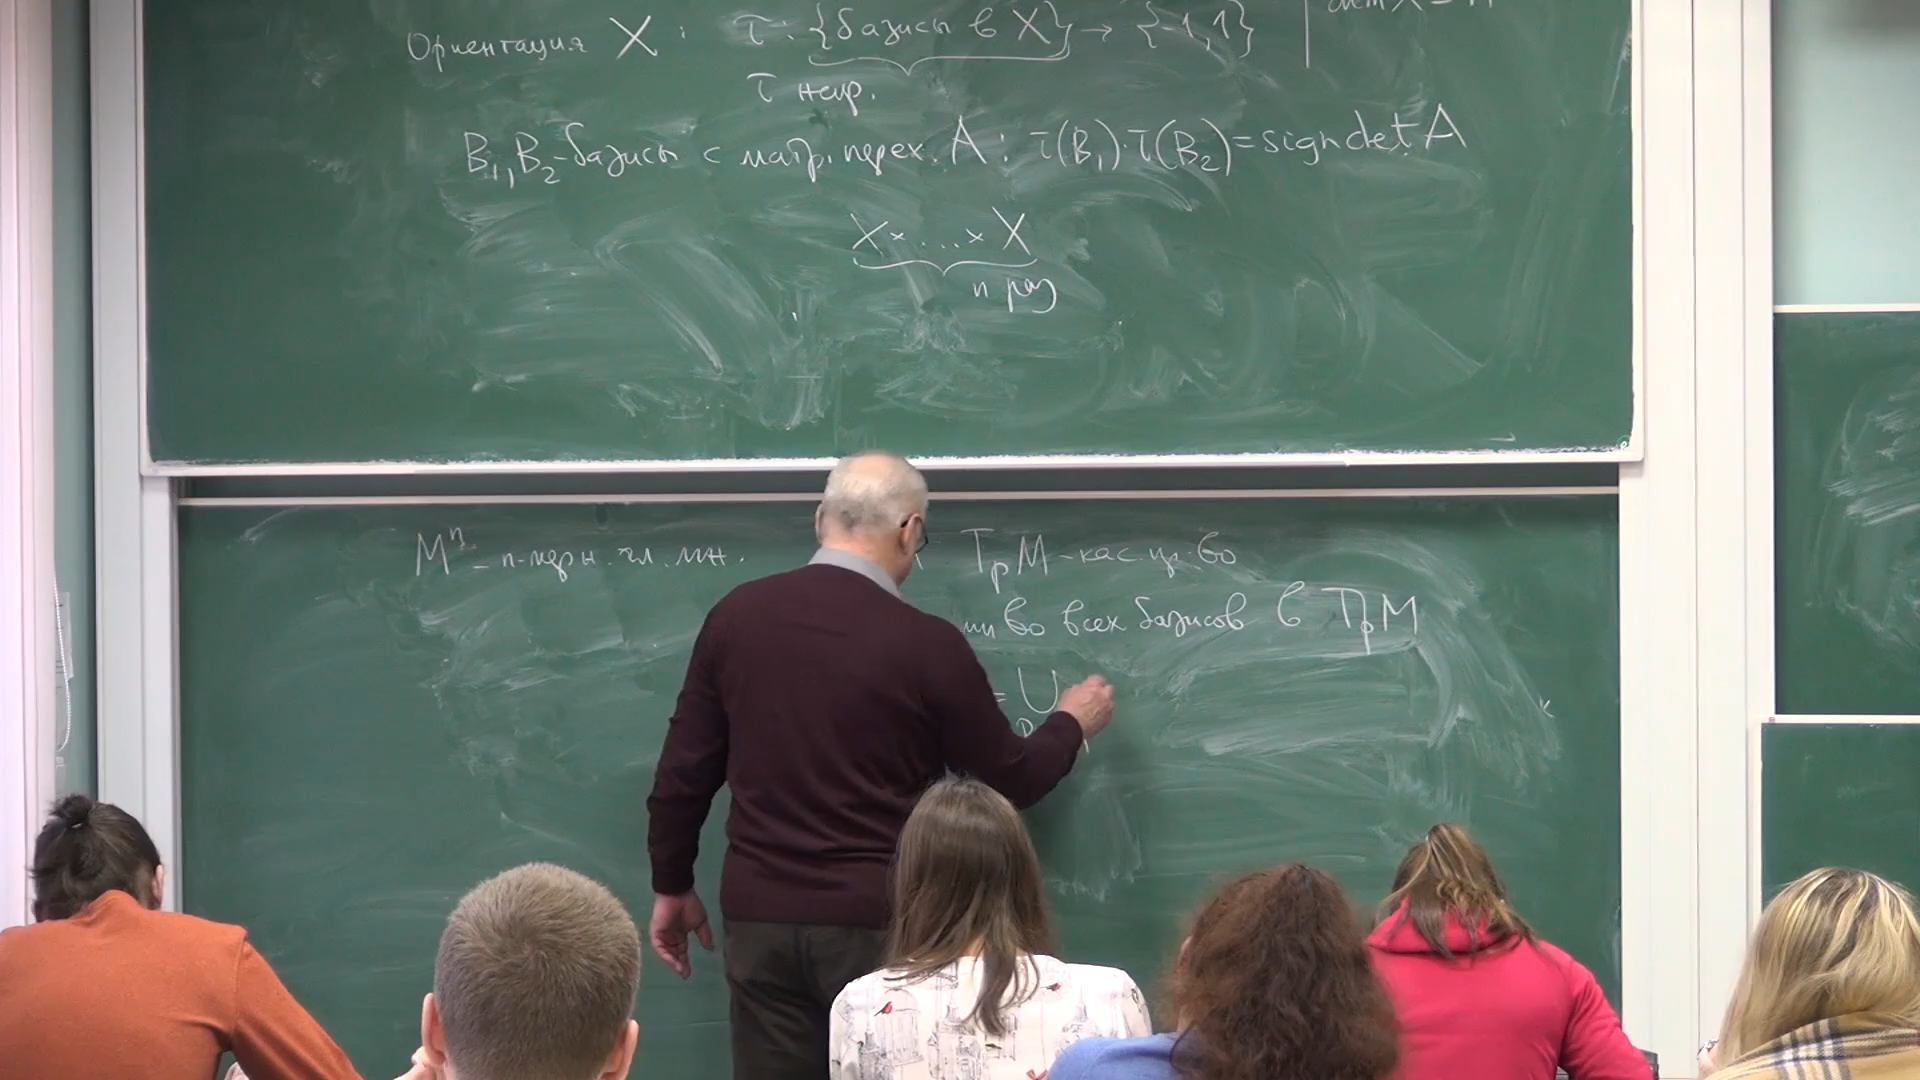 Ориентация X : τ : {базисы в X} → {-1,1}
τ непр.
B₁,B₂-базисы с матр. перех. A : τ(B₁)·τ(B₂)=sign det A
X × ... × X
n раз
Mⁿ - n-мерн. гл. мн. TₚM - кас. пр-во
во всех базисов в TₚM
= ∪